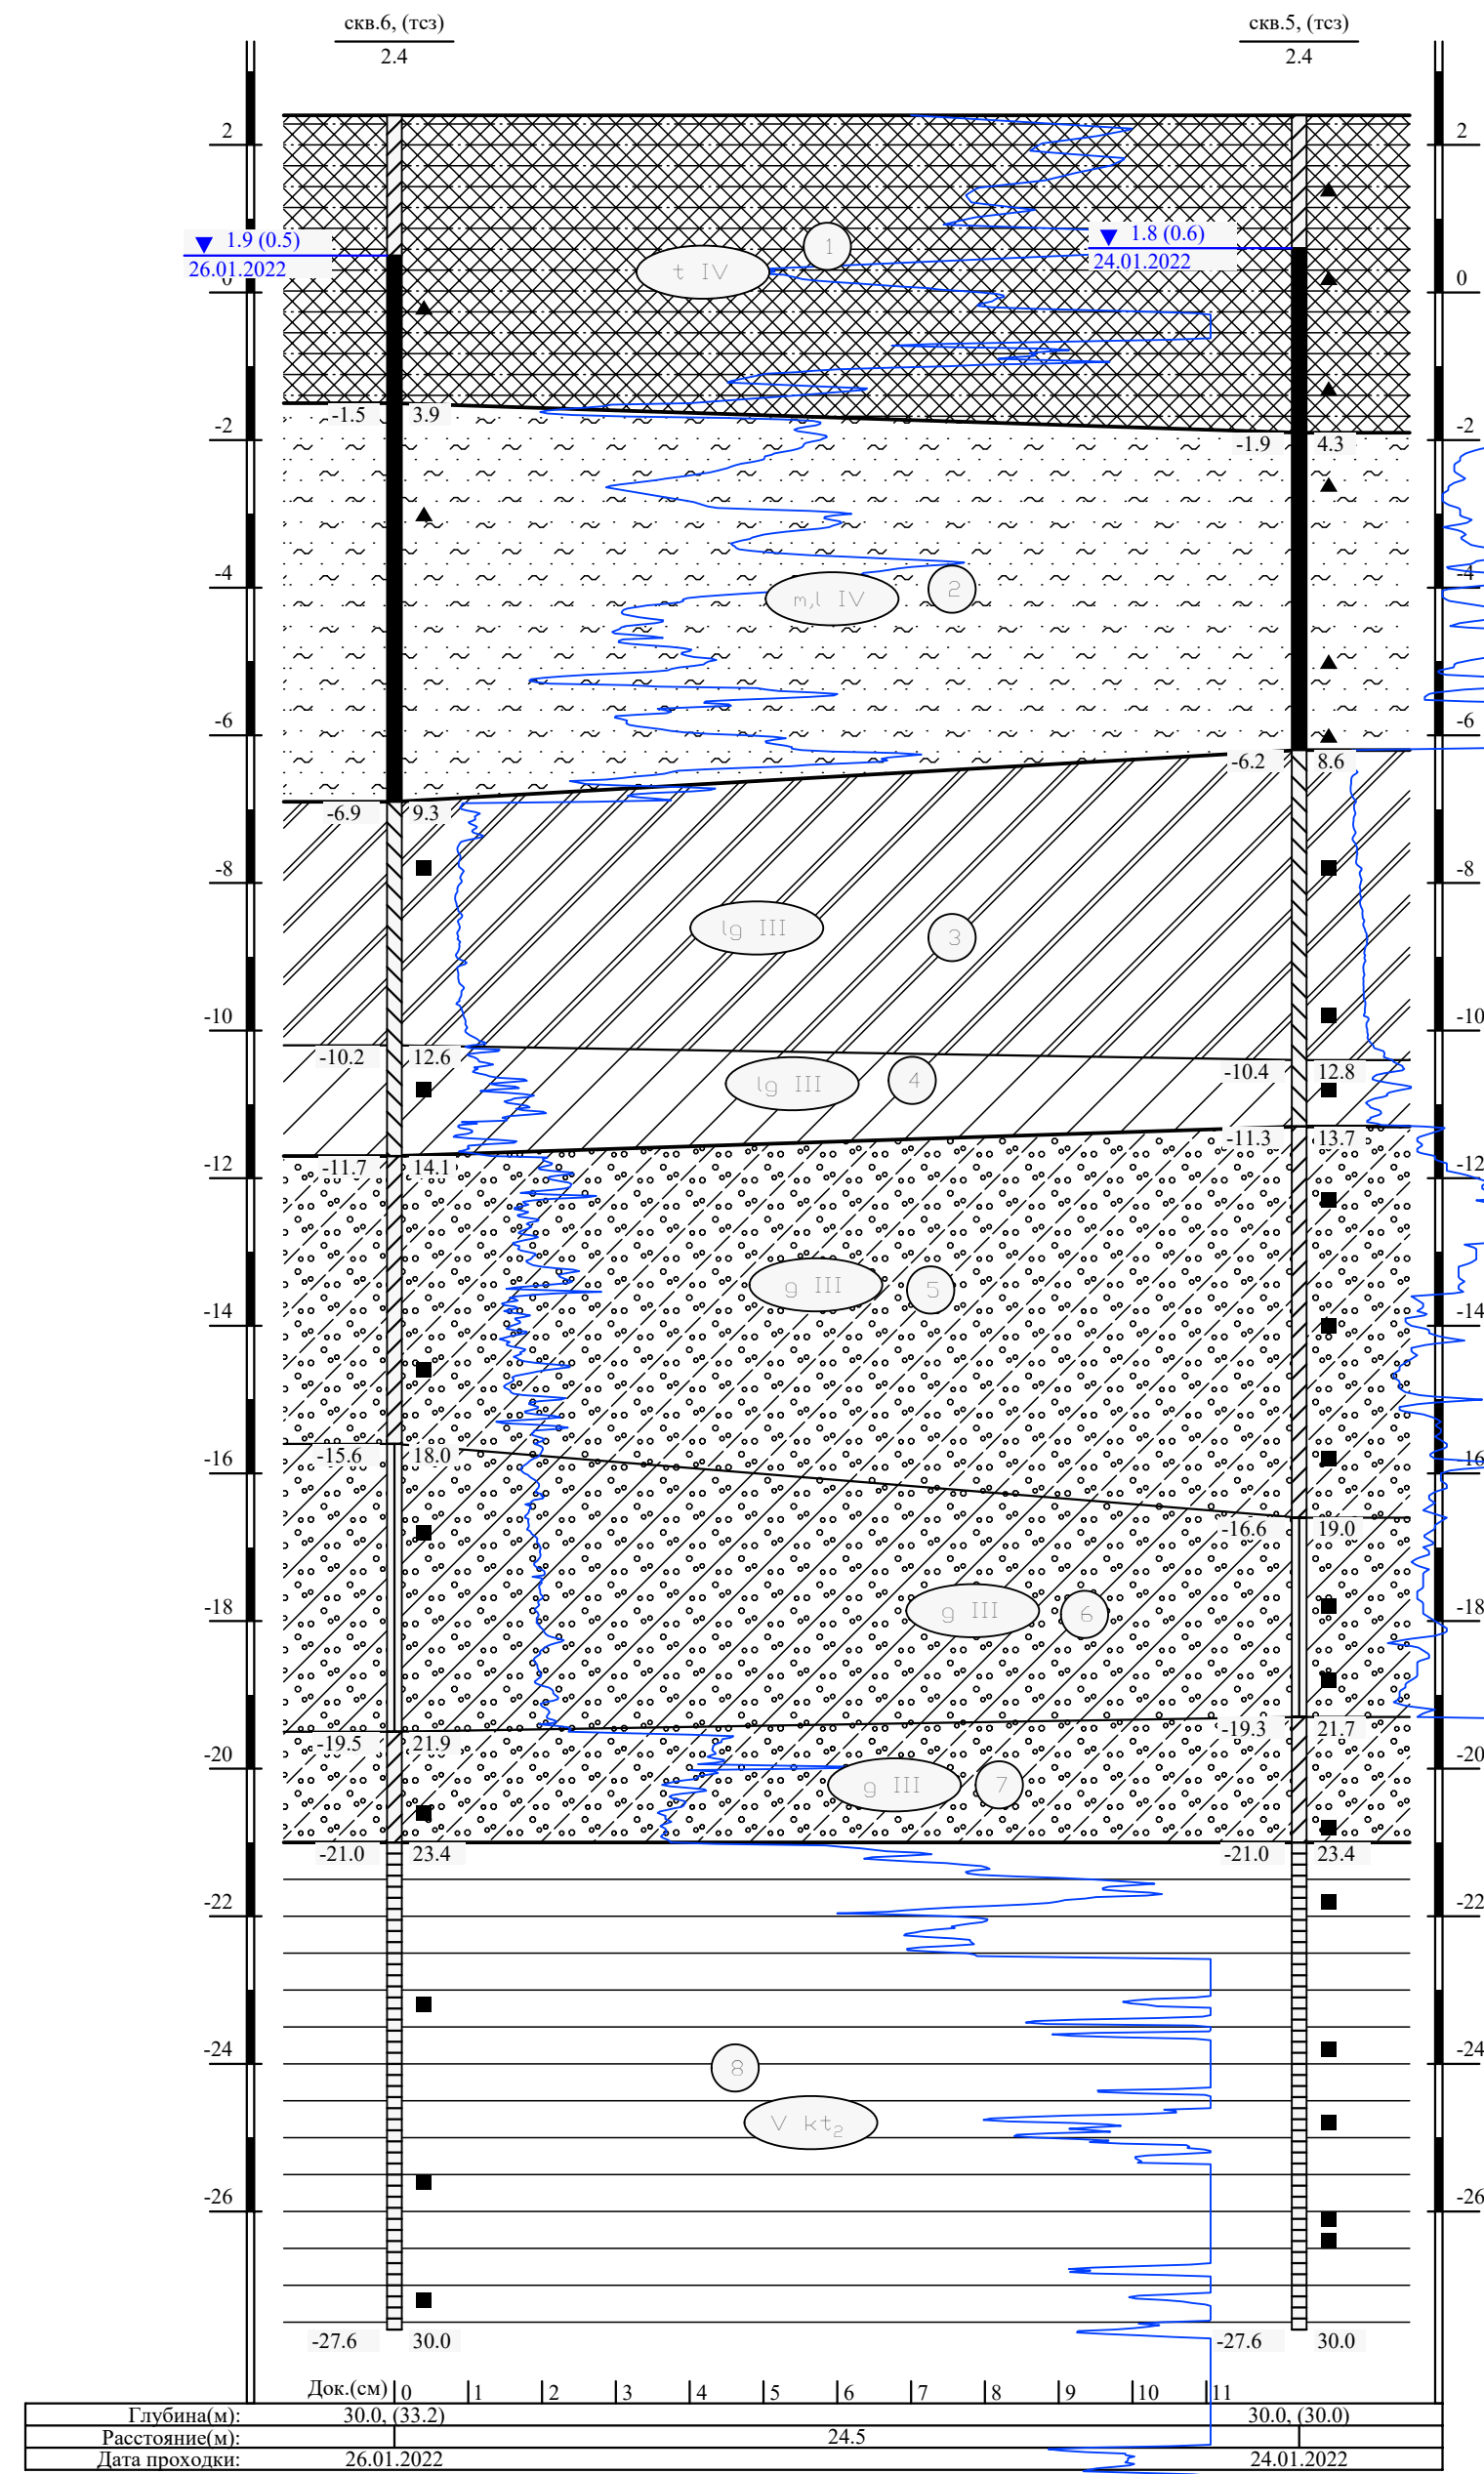 скв.6, (тсз) скв.5, (тсз)
2.4 2.4
2 2
1
1.9 (0.5) 1.8 (0.6)
26.01.2022 t IV 24.01.2022
0 0
-1.5 3.9
-2 -2
-1.9 4.3
-4 -4
m,l IV 2
-6 -6
-6.2 8.6
-6.9 9.3
-8 -8
lg III 3
-10 -10
-10.2 12.6
-10.4 12.8
lg III 4
-11.3 13.7
-11.7 14.1
-12 -12
g III 5
-14 -14
-15.6 18.0
-16 -16
-16.6 19.0
g III 6
-18 -18
-19.3 21.7
-19.5 21.9
-20 -20
g III 7
-21.0 23.4 -21.0 23.4
-22 -22
-24 -24
8
V kt2
-26 -26
-27.6 30.0 -27.6 30.0
Док.(см) 0 1 2 3 4 5 6 7 8 9 10 11
Глубина(м): 30.0, (33.2) 30.0, (30.0)
Расстояние(м): 24.5
Дата проходки: 26.01.2022 24.01.2022